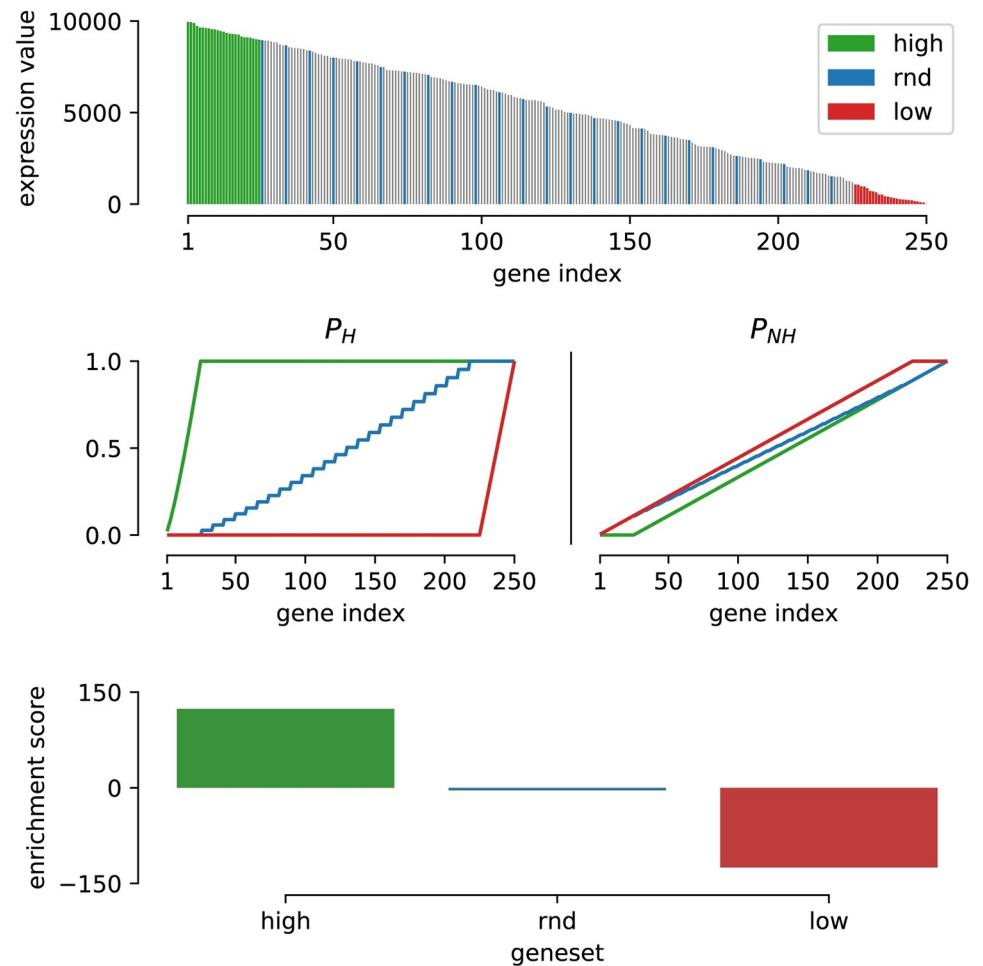 expression value
10000
5000
0
high
rnd
low
1 50 100 150 200 250
gene index
P_H
P_NH
1.0
0.5
0.0
1 50 100 150 200 250
gene index
1 50 100 150 200 250
gene index
enrichment score
150
0
−150
high rnd low
geneset